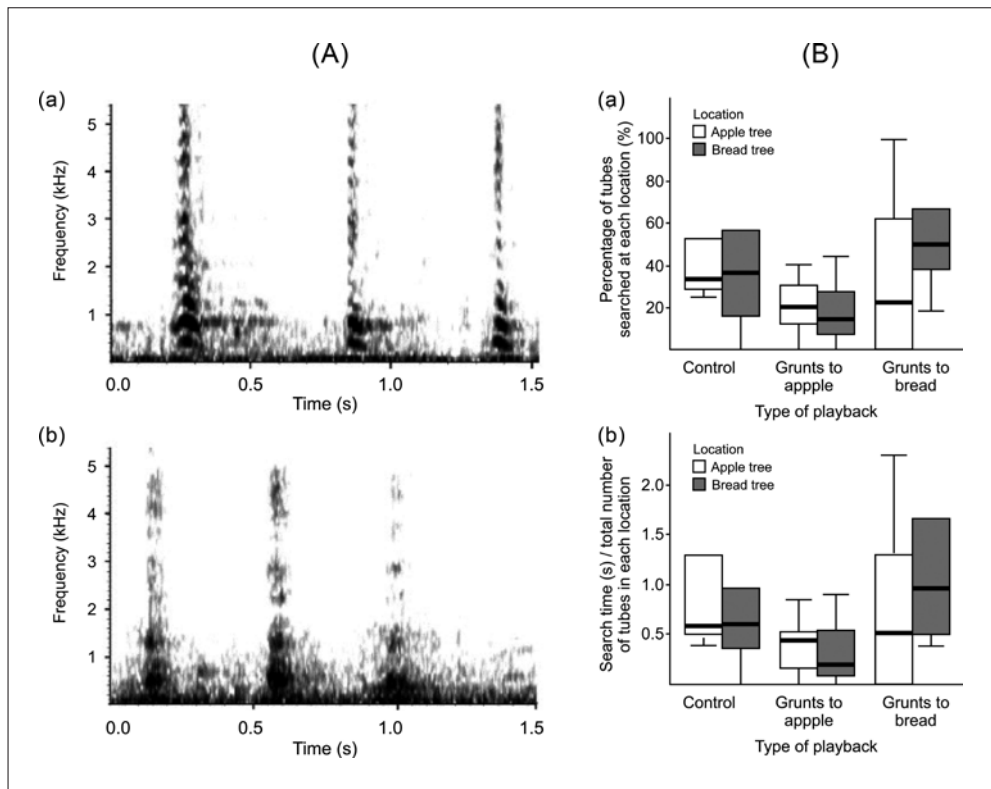 (A)
(a)
Frequency (kHz)
5
4
3
2
1
0.0 0.5 1.0 1.5
Time (s)
(b)
Frequency (kHz)
5
4
3
2
1
0.0 0.5 1.0 1.5
Time (s)
(B)
(a)
Percentage of tubes
searched at each location (%)
Location
Apple tree
Bread tree
100
80
60
40
20
Control Grunts to Grunts to
appple bread
Type of playback
(b)
Search time (s) / total number
of tubes in each location
Location
Apple tree
Bread tree
2.0
1.5
1.0
0.5
Control Grunts to Grunts to
appple bread
Type of playback